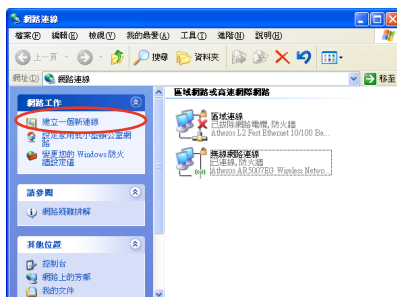 網路連線
檔案(F) 編輯(E) 檢視(V) 我的最愛(A) 工具(T) 進階(N) 說明(H)
上一頁 搜尋 資料夾
網址(D) 網路連線 移至
網路工作
建立一個新連線
設定家用或小型辦公室網路
變更您的 Windows 防火牆設定值
請參閱
網路疑難排解
其他位置
控制台
網路上的芳鄰
我的文件
區域網路或高速網際網路
區域連線
已拔除網路電纜, 防火牆
Atheros L2 Fast Ethernet 10/100 Ba...
無線網路連線
已連線, 防火牆
Atheros AR5007EG Wireless Netwo...